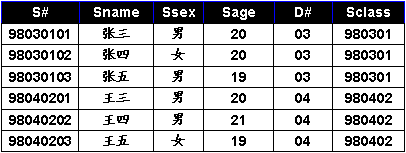 S# Sname Ssex Sage D# Sclass
98030101 张三 男 20 03 980301
98030102 张四 女 20 03 980301
98030103 张五 男 19 03 980301
98040201 王三 男 20 04 980402
98040202 王四 男 21 04 980402
98040203 王五 女 19 04 980402